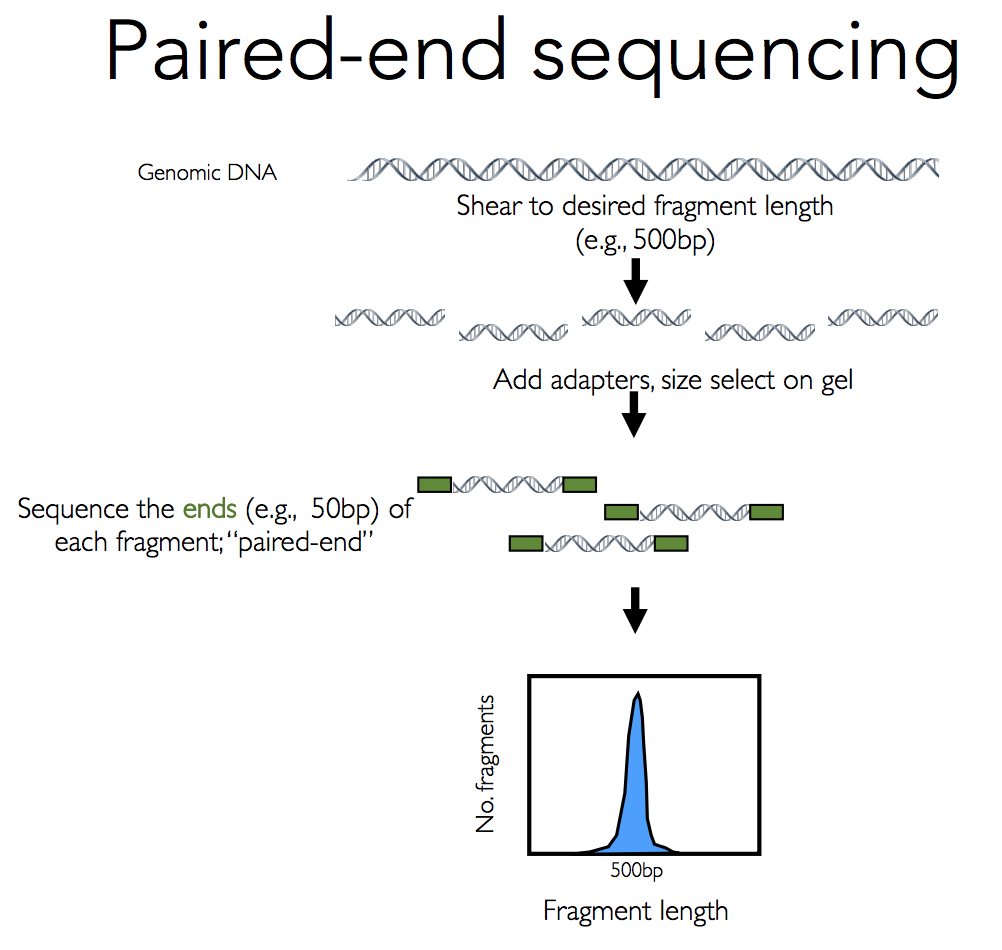 Paired-end sequencing
Genomic DNA
Shear to desired fragment length
(e.g., 500bp)
Add adapters, size select on gel
Sequence the ends (e.g., 50bp) of
each fragment; “paired-end”
No. fragments
500bp
Fragment length